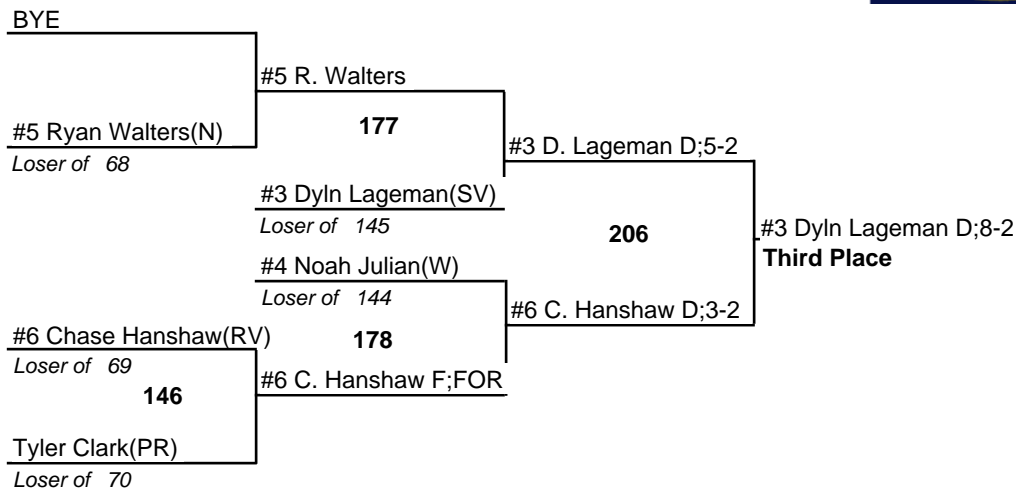 BYE
#5 R. Walters
177
#5 Ryan Walters(N)
Loser of 68
#3 D. Lageman D;5-2
#3 Dyln Lageman(SV)
Loser of 145
206
#3 Dyln Lageman D;8-2
Third Place
#4 Noah Julian(W)
Loser of 144
#6 C. Hanshaw D;3-2
#6 Chase Hanshaw(RV)
178
Loser of 69
146
#6 C. Hanshaw F;FOR
Tyler Clark(PR)
Loser of 70